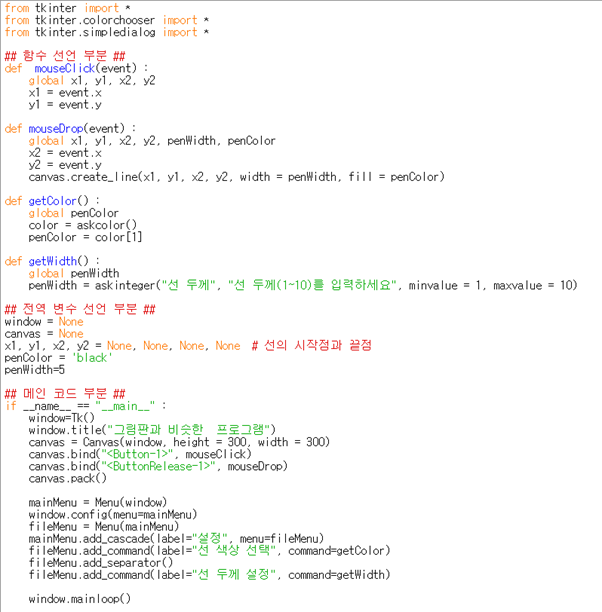 from tkinter import *
from tkinter.colorchooser import *
from tkinter.simpledialog import *

## 함수 선언 부분 ##
def  mouseClick(event) :
    global x1, y1, x2, y2
    x1 = event.x
    y1 = event.y

def mouseDrop(event) :
    global x1, y1, x2, y2, penWidth, penColor
    x2 = event.x
    y2 = event.y
    canvas.create_line(x1, y1, x2, y2, width = penWidth, fill = penColor)

def getColor() :
    global penColor
    color = askcolor()
    penColor = color[1]

def getWidth() :
    global penWidth
    penWidth = askinteger("선 두께", "선 두께(1~10)를 입력하세요", minvalue = 1, maxvalue = 10)

## 전역 변수 선언 부분 ##
window = None
canvas = None
x1, y1, x2, y2 = None, None, None, None  # 선의 시작점과 끝점
penColor = 'black'
penWidth=5

## 메인 코드 부분 ##
if __name__ == "__main__" :
    window=Tk()
    window.title("그림판과 비슷한  프로그램")
    canvas = Canvas(window, height = 300, width = 300)
    canvas.bind("<Button-1>", mouseClick)
    canvas.bind("<ButtonRelease-1>", mouseDrop)
    canvas.pack()

    mainMenu = Menu(window)
    window.config(menu=mainMenu)
    fileMenu = Menu(mainMenu)
    mainMenu.add_cascade(label="설정", menu=fileMenu)
    fileMenu.add_command(label="선 색상 선택", command=getColor)
    fileMenu.add_separator()
    fileMenu.add_command(label="선 두께 설정", command=getWidth)

    window.mainloop()